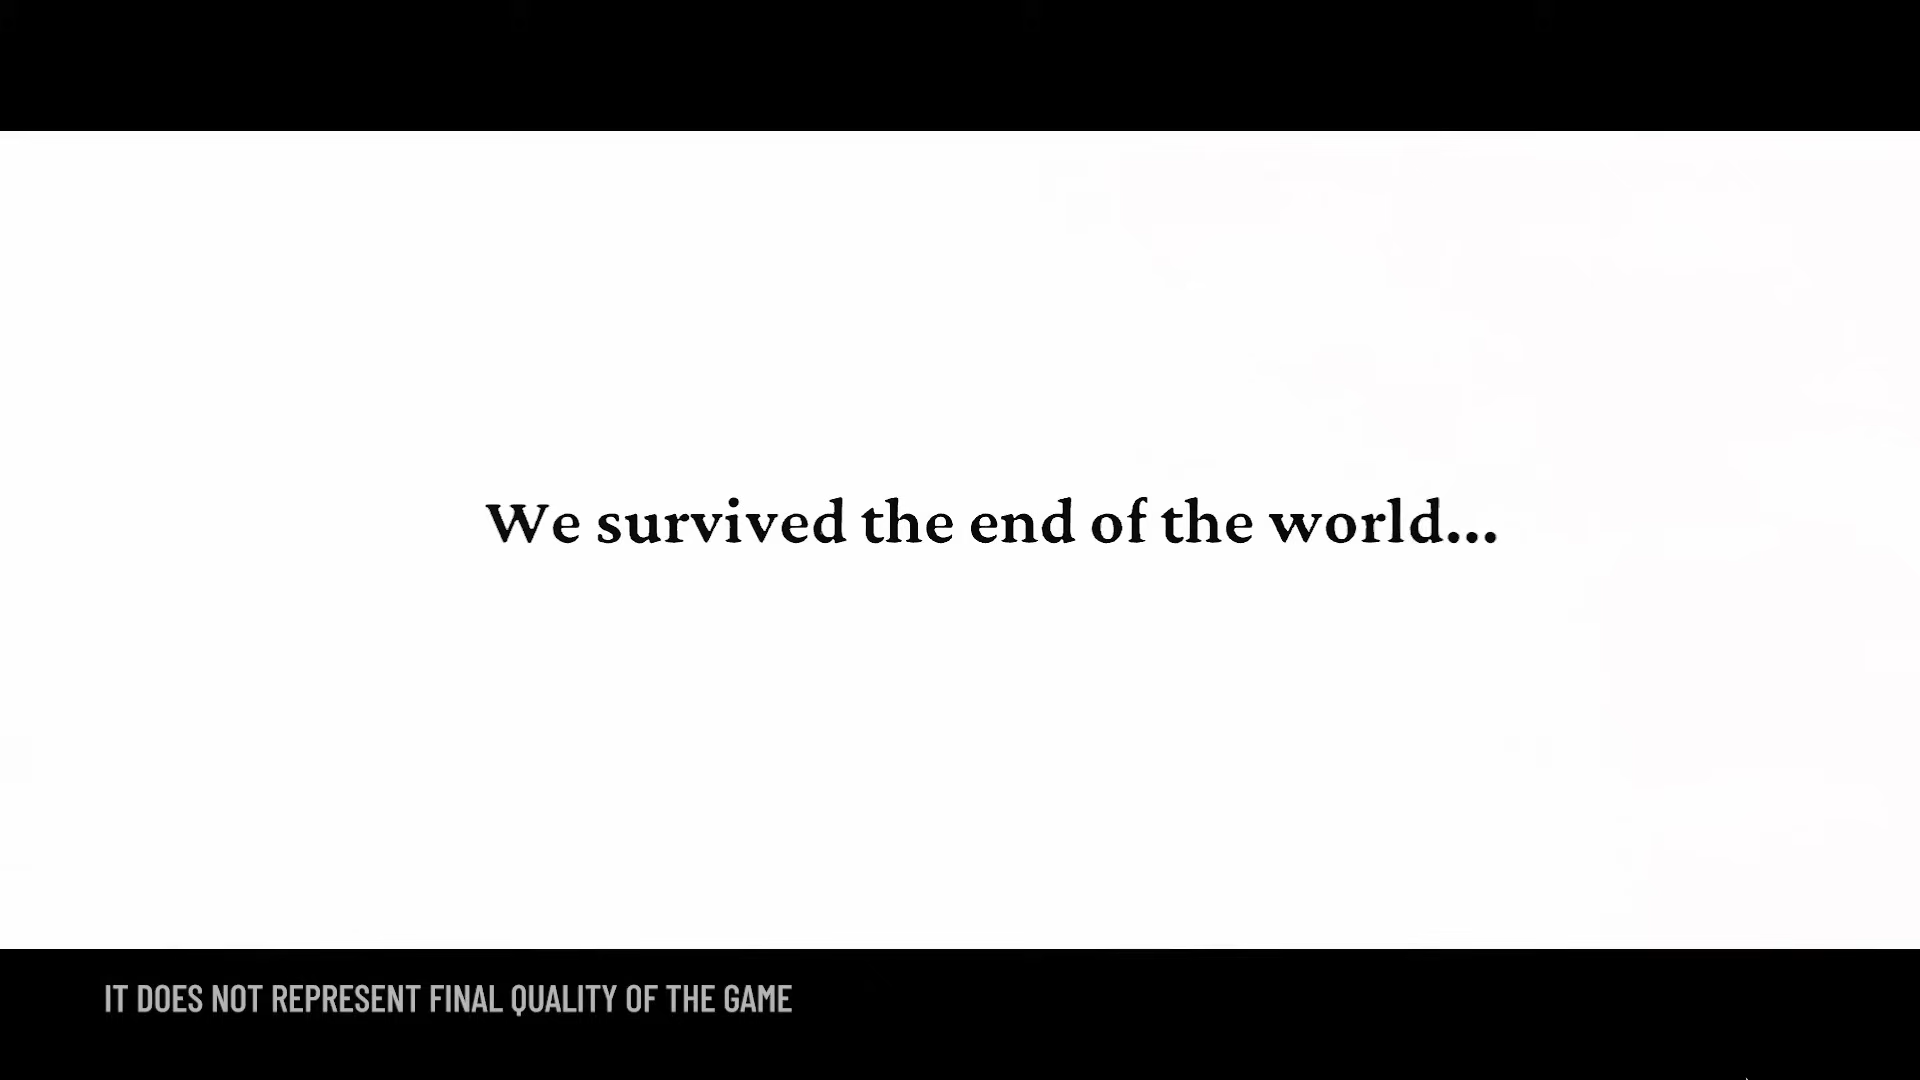 We survived the end of the world...
IT DOES NOT REPRESENT FINAL QUALITY OF THE GAME